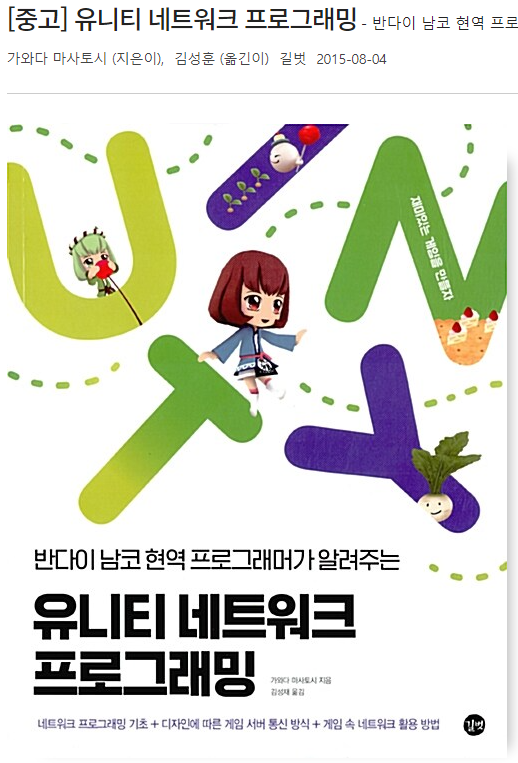 [중고] 유니티 네트워크 프로그래밍 - 반다이 남코 현역 프로
가와다 마사토시 (지은이), 김성훈 (옮긴이) 길벗 2015-08-04
UNITY
재미있는 게임을 만들자
반다이 남코 현역 프로그래머가 알려주는
유니티 네트워크
프로그래밍
가와다 마사토시 지음
김성재 옮김
네트워크 프로그래밍 기초 + 디자인에 따른 게임 서버 통신 방식 + 게임 속 네트워크 활용 방법
길벗